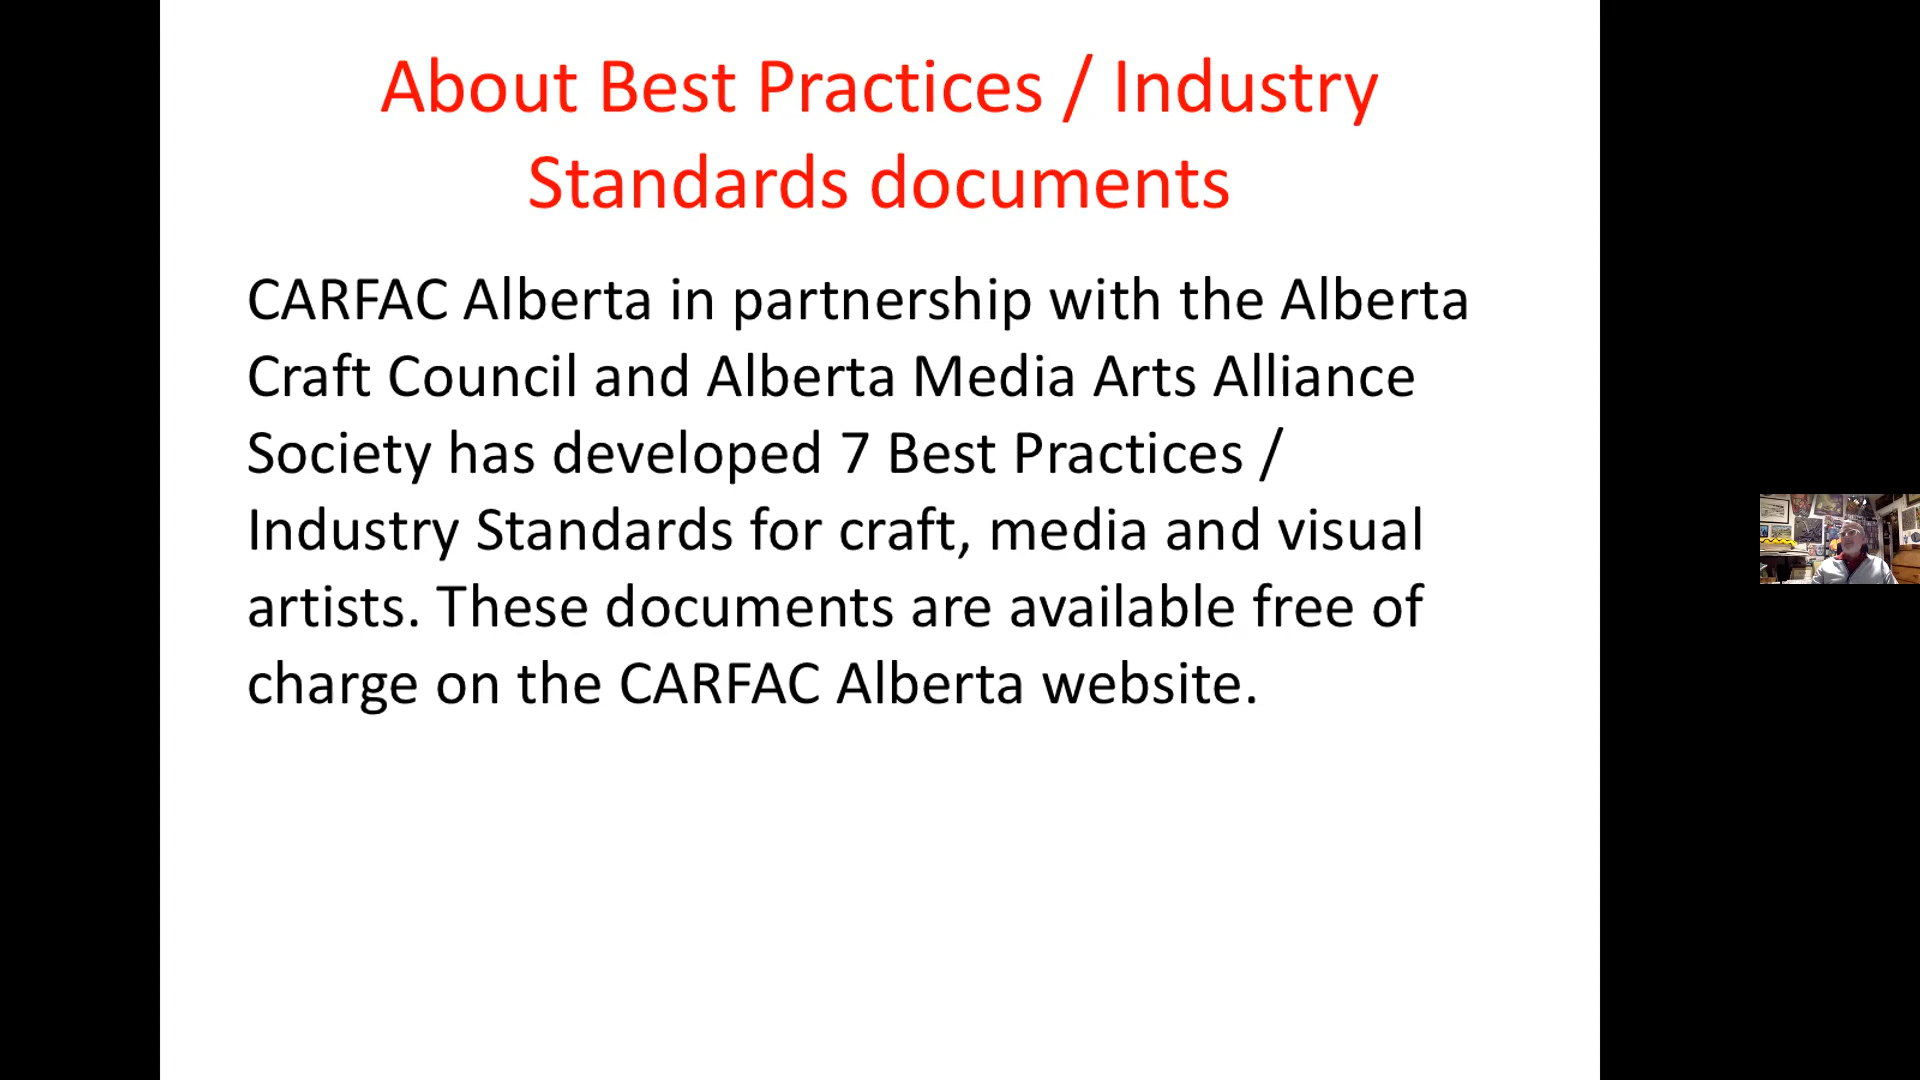 About Best Practices / Industry
Standards documents
CARFAC Alberta in partnership with the Alberta
Craft Council and Alberta Media Arts Alliance
Society has developed 7 Best Practices /
Industry Standards for craft, media and visual
artists. These documents are available free of
charge on the CARFAC Alberta website.